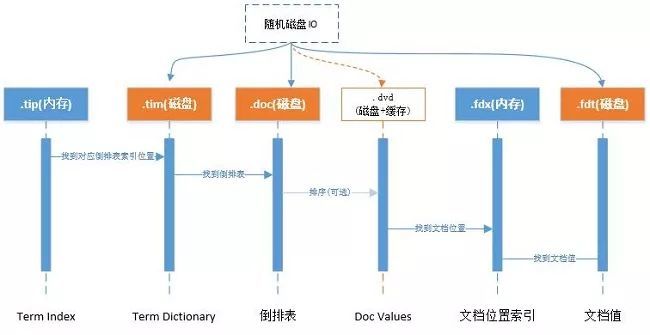 随机磁盘IO
.tip(内存)
.tim(磁盘)
.doc(磁盘)
.dvd
(磁盘+缓存)
.fdx(内存)
.fdt(磁盘)
找到对应倒排表索引位置
找到倒排表
排序(可选)
找到文档位置
找到文档值
Term Index
Term Dictionary
倒排表
Doc Values
文档位置索引
文档值